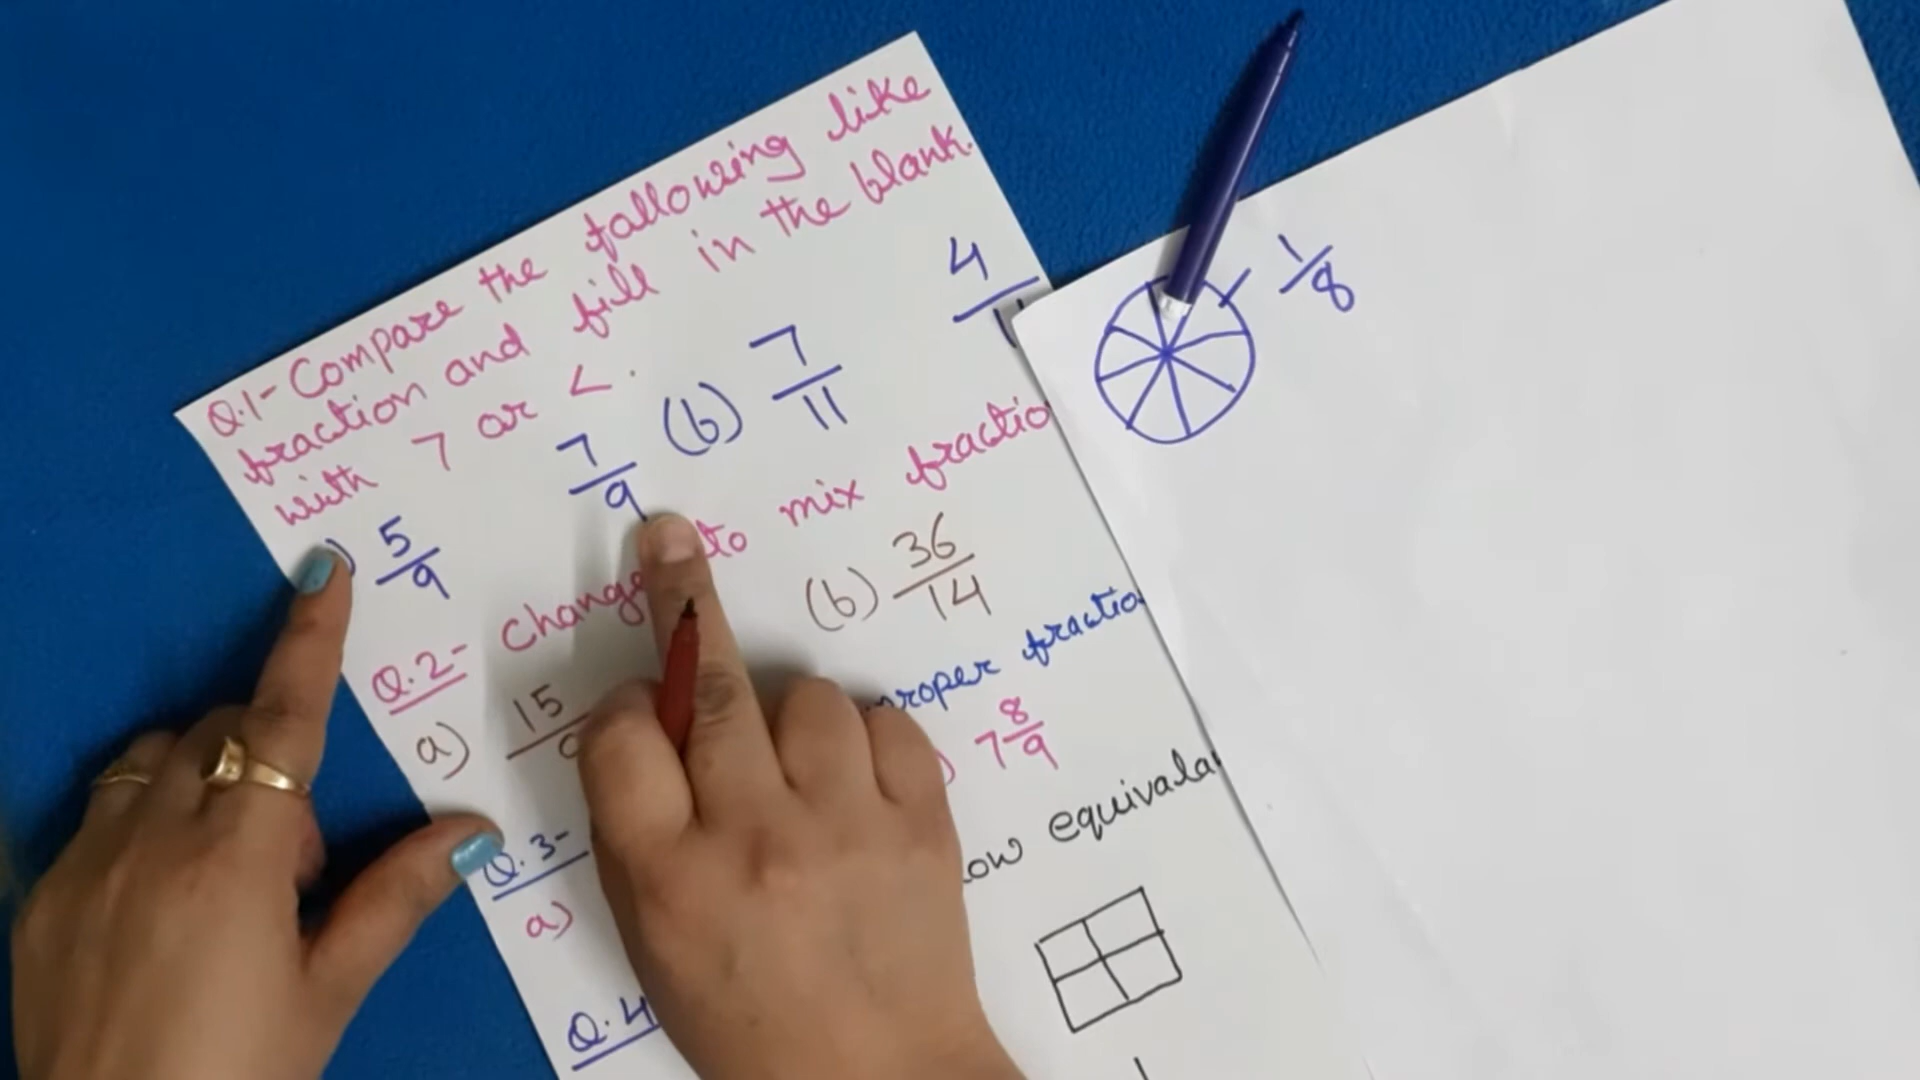 Q.1- Compare the fallowing like
fraction and fill in the blank.
with 7 or <.
) 5/9 7/9 (b) 7/11 4/
Q.2- Change to mix fractio
a) 15/ (b) 36/14
Q.3- proper fractio
a) ) 7 8/9
Q.4 low equivala
1/8